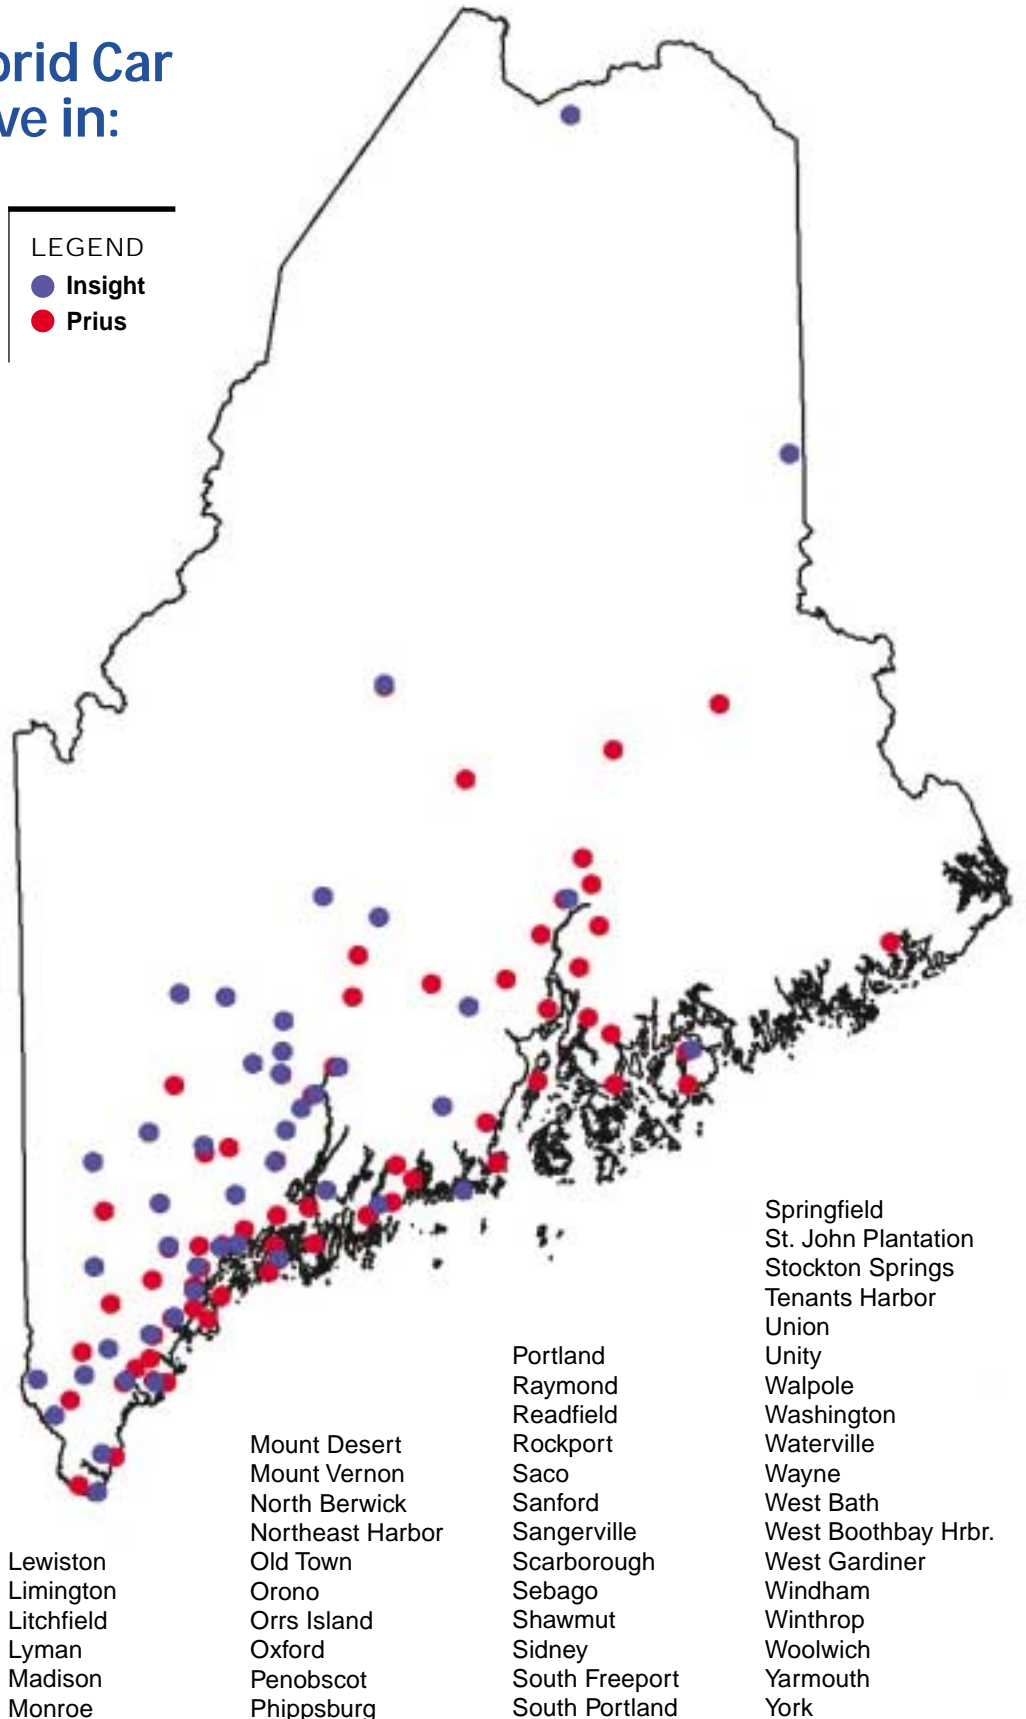 brid Car
ve in:
LEGEND
Insight
Prius
Lewiston
Limington
Litchfield
Lyman
Madison
Monroe
Mount Desert
Mount Vernon
North Berwick
Northeast Harbor
Old Town
Orono
Orrs Island
Oxford
Penobscot
Phippsburg
Portland
Raymond
Readfield
Rockport
Saco
Sanford
Sangerville
Scarborough
Sebago
Shawmut
Sidney
South Freeport
South Portland
Springfield
St. John Plantation
Stockton Springs
Tenants Harbor
Union
Unity
Walpole
Washington
Waterville
Wayne
West Bath
West Boothbay Hrbr.
West Gardiner
Windham
Winthrop
Woolwich
Yarmouth
York